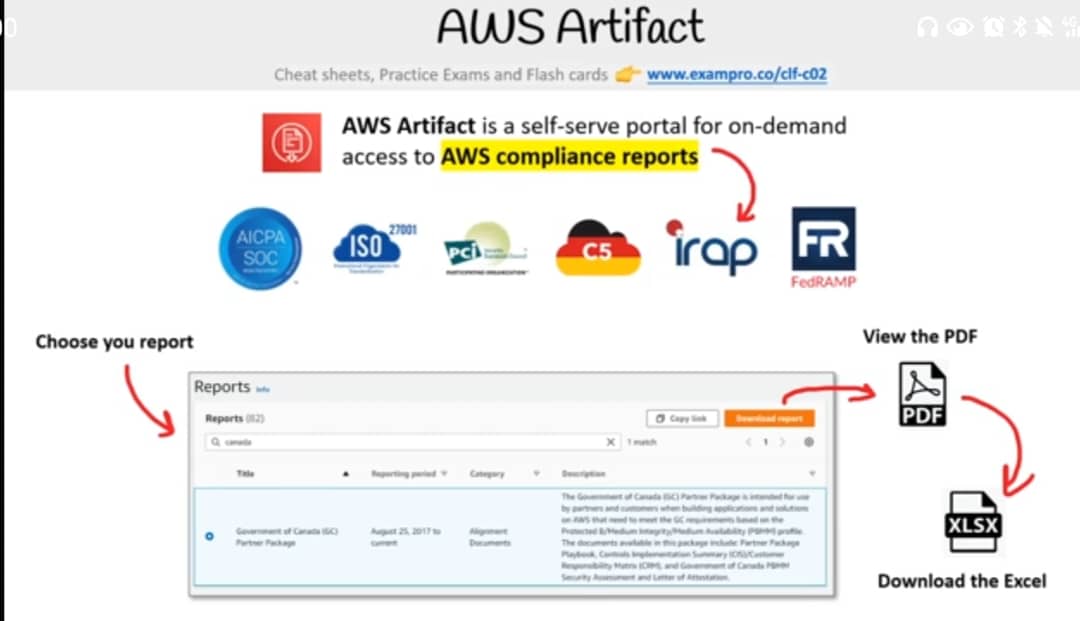 AWS Artifact
Cheat sheets, Practice Exams and Flash cards 👉 www.exampro.co/clf-c02
AWS Artifact is a self-serve portal for on-demand
access to AWS compliance reports
AICPA
SOC
ISO
27001
PCI
PARTICIPATING ORGANIZATION
C5
irap
FR
FedRAMP
Choose you report
View the PDF
Reports Info
Reports (82)
Copy link
Download report
canada
1 match
< 1 >
Title
Reporting period
Category
Description
Government of Canada (GC)
Partner Package
August 25, 2017 to
current
Alignment
Documents
The Government of Canada (GC) Partner Package is intended for use
by partners and customers when building applications and solutions
on AWS that need to meet the GC requirements based on the
Protected B/Medium Integrity/Medium Availability (PBMM) profile.
The documents available in this package include: Partner Package
Playbook, Controls Implementation Summary (CIS)/Customer
Responsibility Matrix (CRM), and Government of Canada PBMM
Security Assessment and Letter of Attestation.
PDF
XLSX
Download the Excel